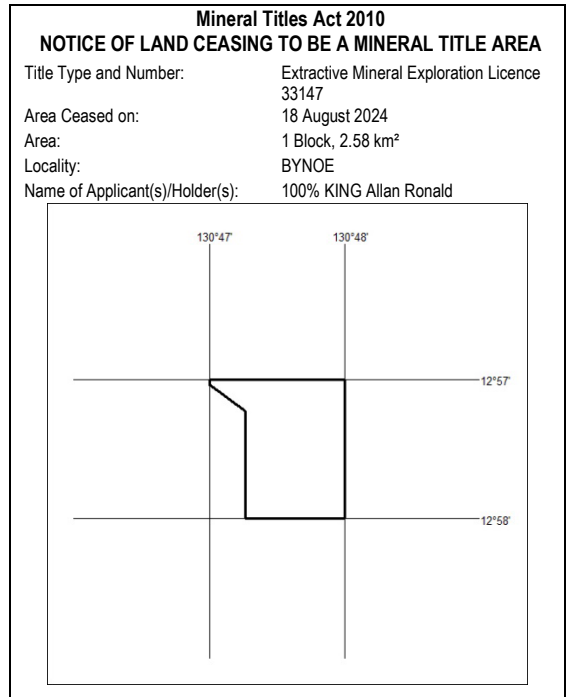 Mineral Titles Act 2010
NOTICE OF LAND CEASING TO BE A MINERAL TITLE AREA
Title Type and Number: Extractive Mineral Exploration Licence
33147
Area Ceased on: 18 August 2024
Area: 1 Block, 2.58 km²
Locality: BYNOE
Name of Applicant(s)/Holder(s): 100% KING Allan Ronald
130°47' 130°48'
12°57'
12°58'